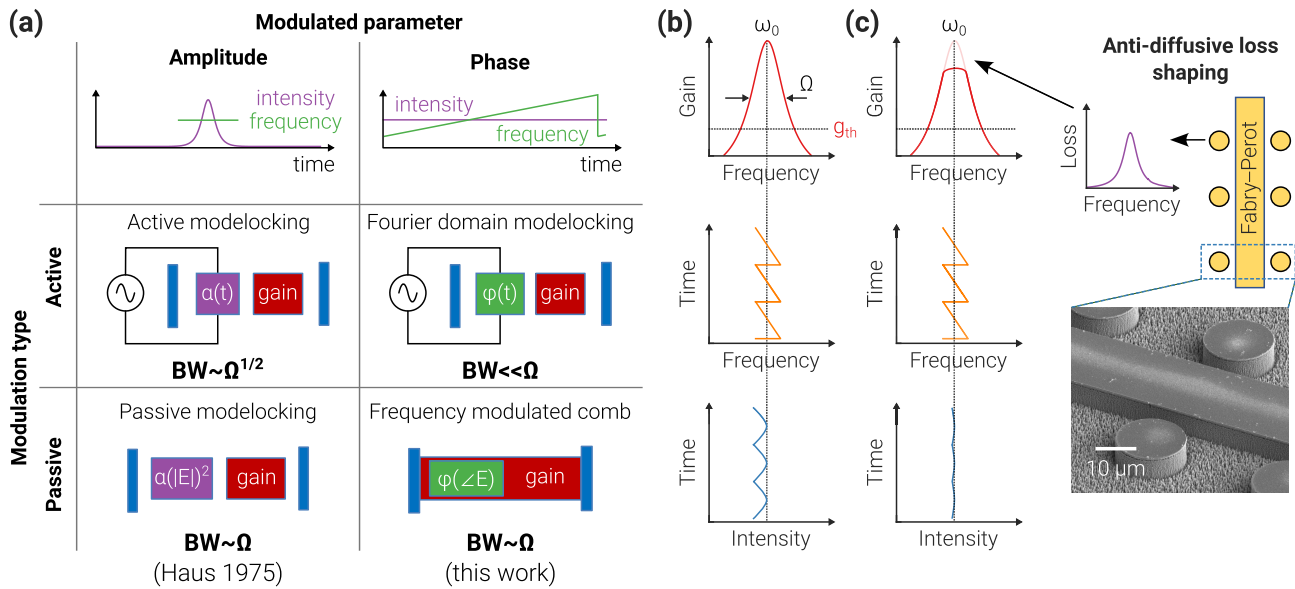 (a)
Modulated parameter
Amplitude
Phase
intensity
frequency
time
intensity
frequency
time
Modulation type
Active
Active modelocking
α(t)
gain
BW~Ω^1/2
Fourier domain modelocking
φ(t)
gain
BW<<Ω
Passive
Passive modelocking
α(|E|)²
gain
BW~Ω
(Haus 1975)
Frequency modulated comb
φ(∠E)
gain
BW~Ω
(this work)
(b)
ω₀
Gain
Ω
g_th
Frequency
Time
Frequency
Time
Intensity
(c)
ω₀
Gain
Frequency
Time
Frequency
Time
Intensity
Anti-diffusive loss
shaping
Loss
Frequency
Fabry–Perot
10 µm